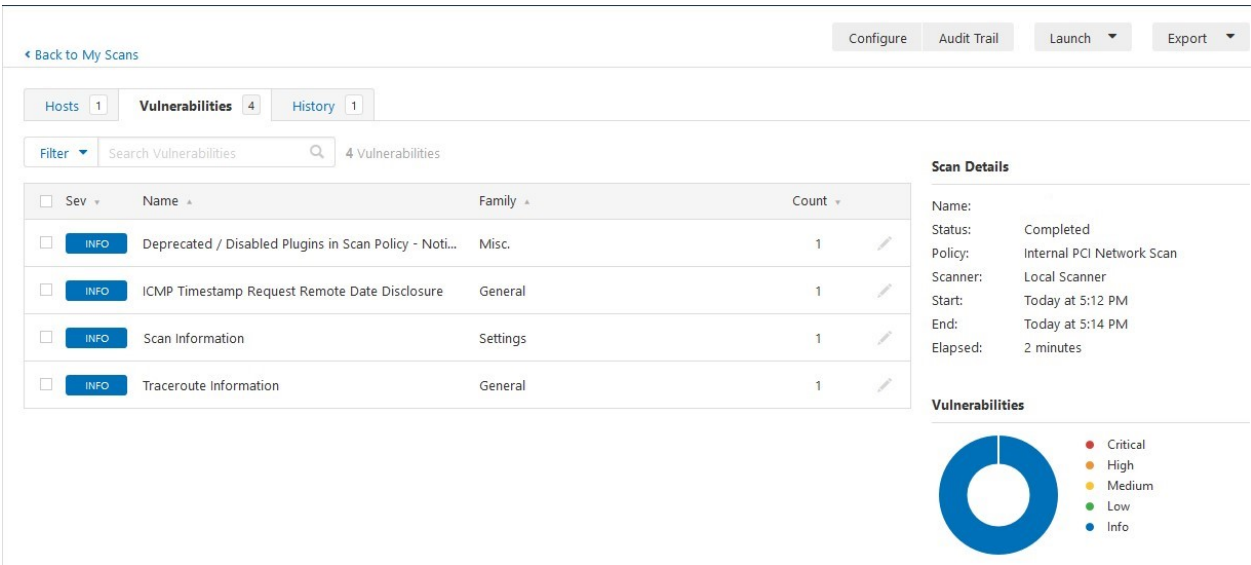 Configure Audit Trail Launch Export
Back to My Scans
Hosts 1 Vulnerabilities 4 History 1
Filter Search Vulnerabilities 4 Vulnerabilities
Sev Name Family Count
INFO Deprecated / Disabled Plugins in Scan Policy - Noti... Misc. 1
INFO ICMP Timestamp Request Remote Date Disclosure General 1
INFO Scan Information Settings 1
INFO Traceroute Information General 1
Scan Details
Name:
Status: Completed
Policy: Internal PCI Network Scan
Scanner: Local Scanner
Start: Today at 5:12 PM
End: Today at 5:14 PM
Elapsed: 2 minutes
Vulnerabilities
Critical
High
Medium
Low
Info